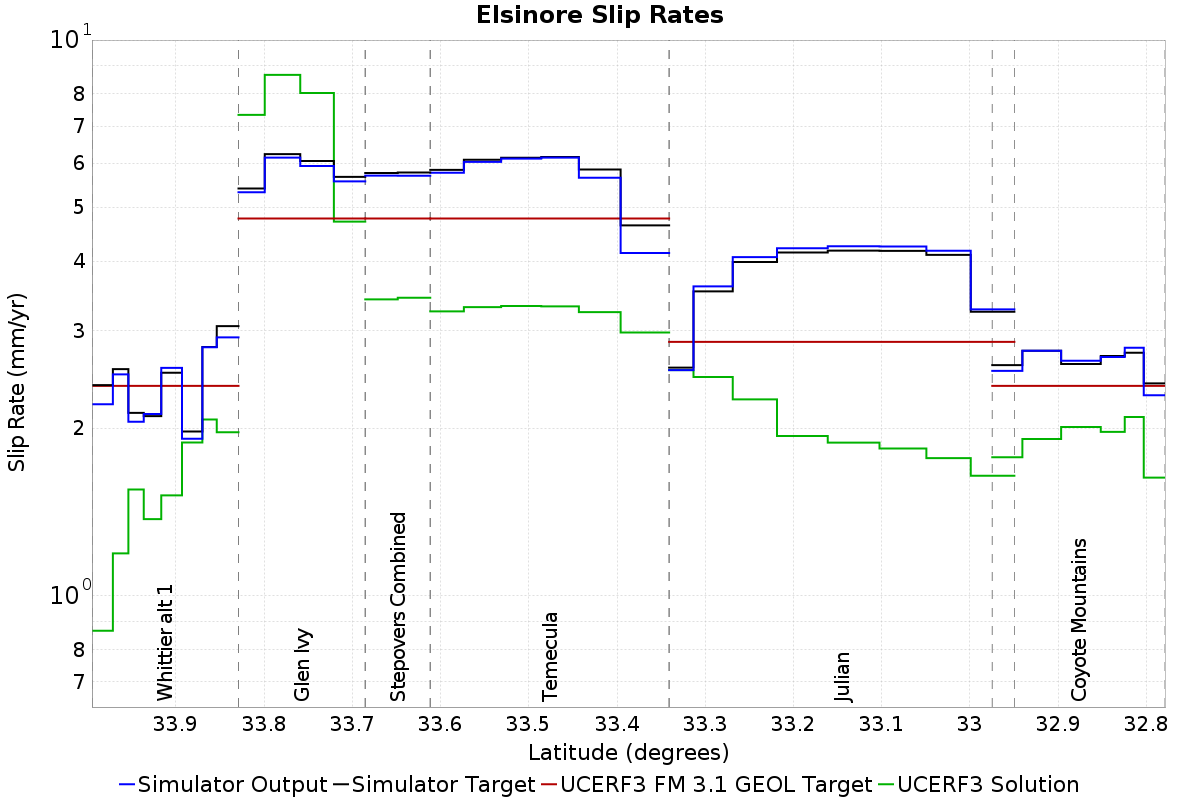 Elsinore Slip Rates
Slip Rate (mm/yr)
10^1
8
7
6
5
4
3
2
10^0
8
7
Whittier alt 1
Glen Ivy
Stepovers Combined
Temecula
Julian
Coyote Mountains
33.9 33.8 33.7 33.6 33.5 33.4 33.3 33.2 33.1 33 32.9 32.8
Latitude (degrees)
Simulator Output Simulator Target UCERF3 FM 3.1 GEOL Target UCERF3 Solution